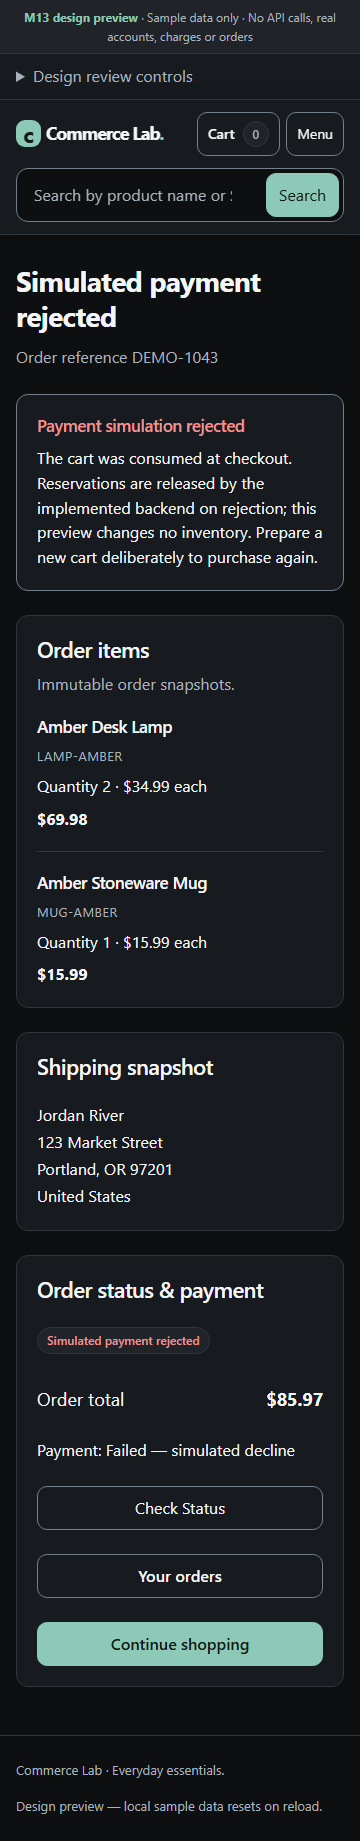 M13 design preview · Sample data only · No API calls, real
accounts, charges or orders
Design review controls
c Commerce Lab.
Cart 0
Menu
Search by product name or
Search
Simulated payment
rejected
Order reference DEMO-1043
Payment simulation rejected
The cart was consumed at checkout.
Reservations are released by the
implemented backend on rejection; this
preview changes no inventory. Prepare a
new cart deliberately to purchase again.
Order items
Immutable order snapshots.
Amber Desk Lamp
LAMP-AMBER
Quantity 2 · $34.99 each
$69.98
Amber Stoneware Mug
MUG-AMBER
Quantity 1 · $15.99 each
$15.99
Shipping snapshot
Jordan River
123 Market Street
Portland, OR 97201
United States
Order status & payment
Simulated payment rejected
Order total $85.97
Payment: Failed — simulated decline
Check Status
Your orders
Continue shopping
Commerce Lab · Everyday essentials.
Design preview — local sample data resets on reload.